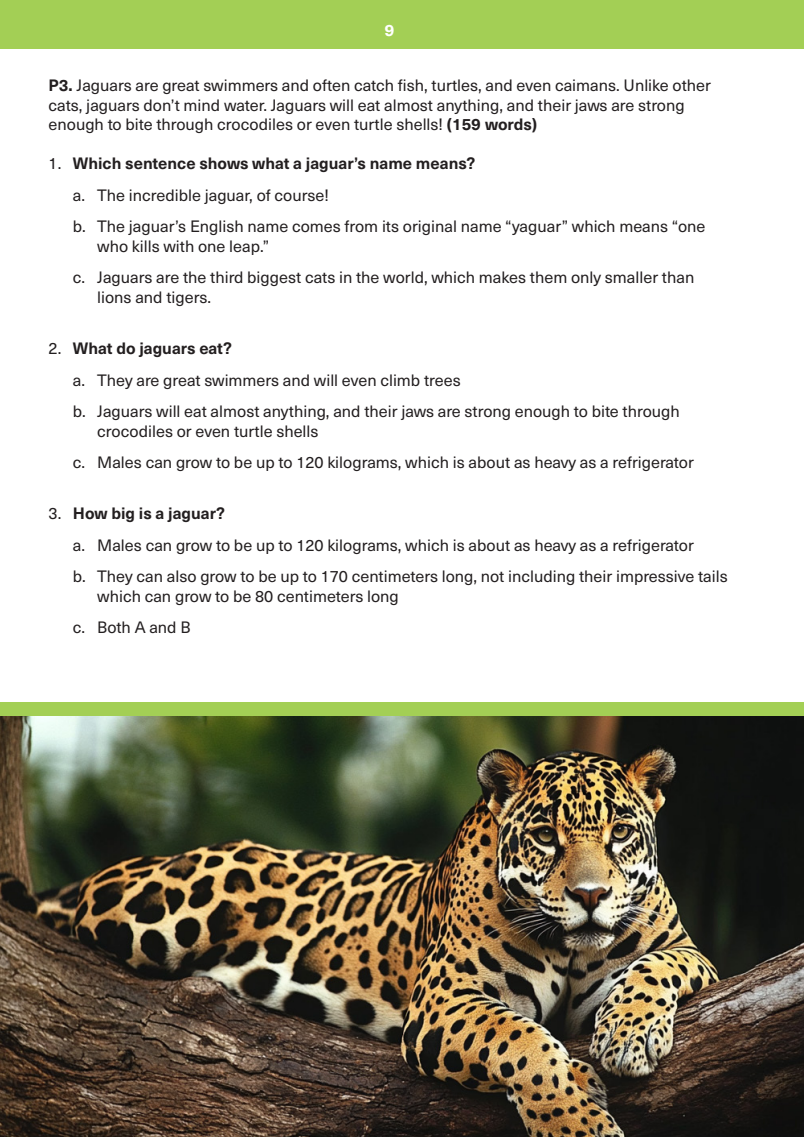 9
P3. Jaguars are great swimmers and often catch fish, turtles, and even caimans. Unlike other
cats, jaguars don't mind water. Jaguars will eat almost anything, and their jaws are strong
enough to bite through crocodiles or even turtle shells! (159 words)
1. Which sentence shows what a jaguar's name means?
a. The incredible jaguar, of course!
b. The jaguar's English name comes from its original name “yaguar” which means “one
who kills with one leap.”
c. Jaguars are the third biggest cats in the world, which makes them only smaller than
lions and tigers.
2. What do jaguars eat?
a. They are great swimmers and will even climb trees
b. Jaguars will eat almost anything, and their jaws are strong enough to bite through
crocodiles or even turtle shells
c. Males can grow to be up to 120 kilograms, which is about as heavy as a refrigerator
3. How big is a jaguar?
a. Males can grow to be up to 120 kilograms, which is about as heavy as a refrigerator
b. They can also grow to be up to 170 centimeters long, not including their impressive tails
which can grow to be 80 centimeters long
c. Both A and B